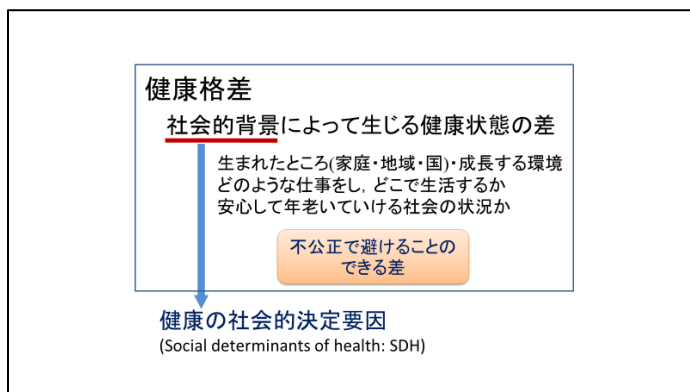 健康格差
社会的背景によって生じる健康状態の差
生まれたところ(家庭・地域・国)・成長する環境
どのような仕事をし, どこで生活するか
安心して年老いていける社会の状況か
不公正で避けることの
できる差
健康の社会的決定要因
(Social determinants of health: SDH)